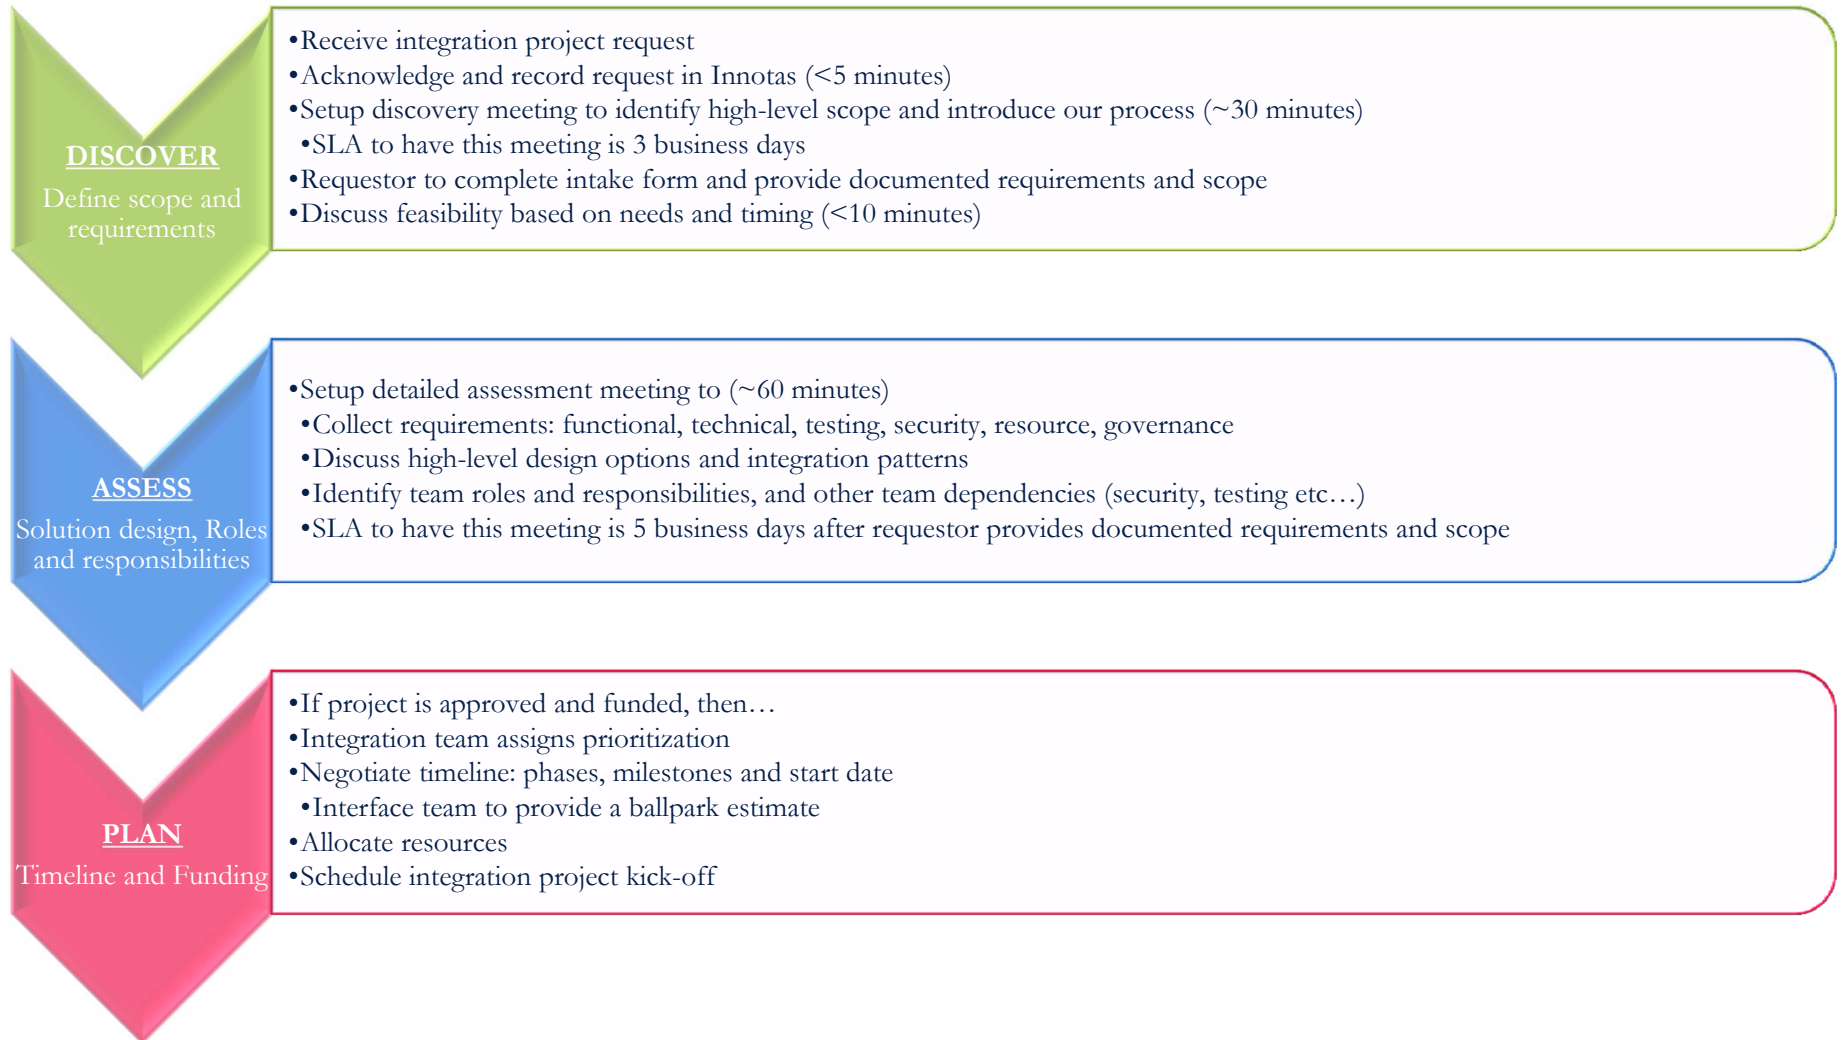 DISCOVER
Define scope and
requirements
•Receive integration project request
•Acknowledge and record request in Innotas (<5 minutes)
•Setup discovery meeting to identify high-level scope and introduce our process (~30 minutes)
•SLA to have this meeting is 3 business days
•Requestor to complete intake form and provide documented requirements and scope
•Discuss feasibility based on needs and timing (<10 minutes)
ASSESS
Solution design, Roles
and responsibilities
•Setup detailed assessment meeting to (~60 minutes)
•Collect requirements: functional, technical, testing, security, resource, governance
•Discuss high-level design options and integration patterns
•Identify team roles and responsibilities, and other team dependencies (security, testing etc…)
•SLA to have this meeting is 5 business days after requestor provides documented requirements and scope
PLAN
Timeline and Funding
•If project is approved and funded, then…
•Integration team assigns prioritization
•Negotiate timeline: phases, milestones and start date
•Interface team to provide a ballpark estimate
•Allocate resources
•Schedule integration project kick-off